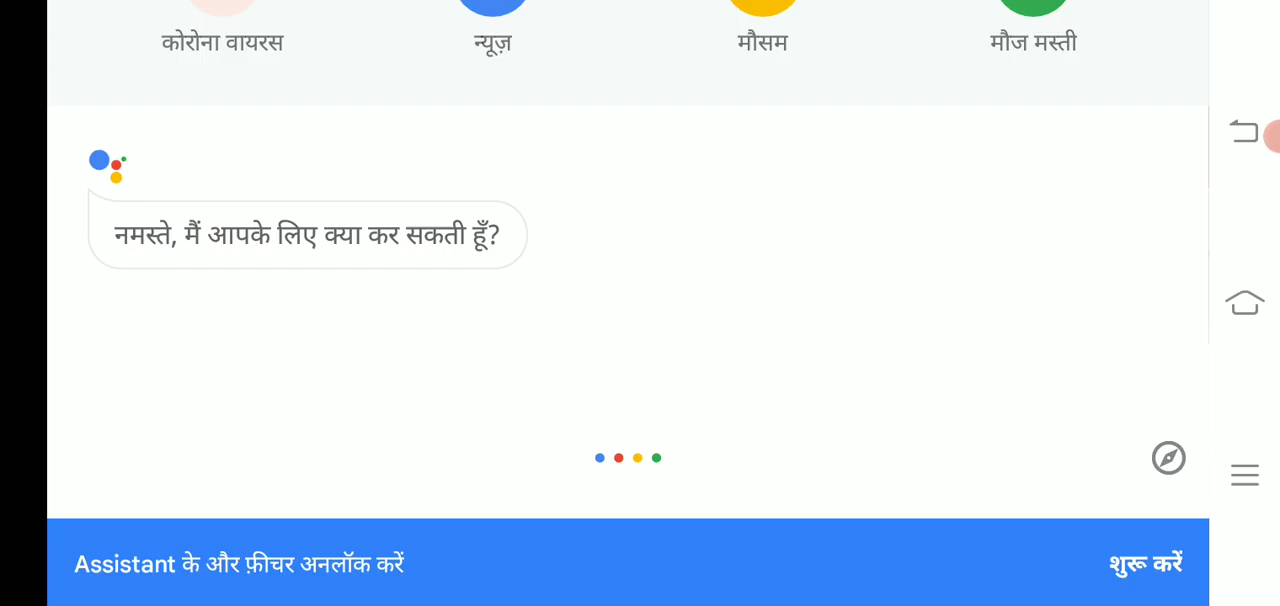 कोरोना वायरस न्यूज़ मौसम मौज मस्ती
नमस्ते, मैं आपके लिए क्या कर सकती हूँ?
Assistant के और फ़ीचर अनलॉक करें शुरू करें